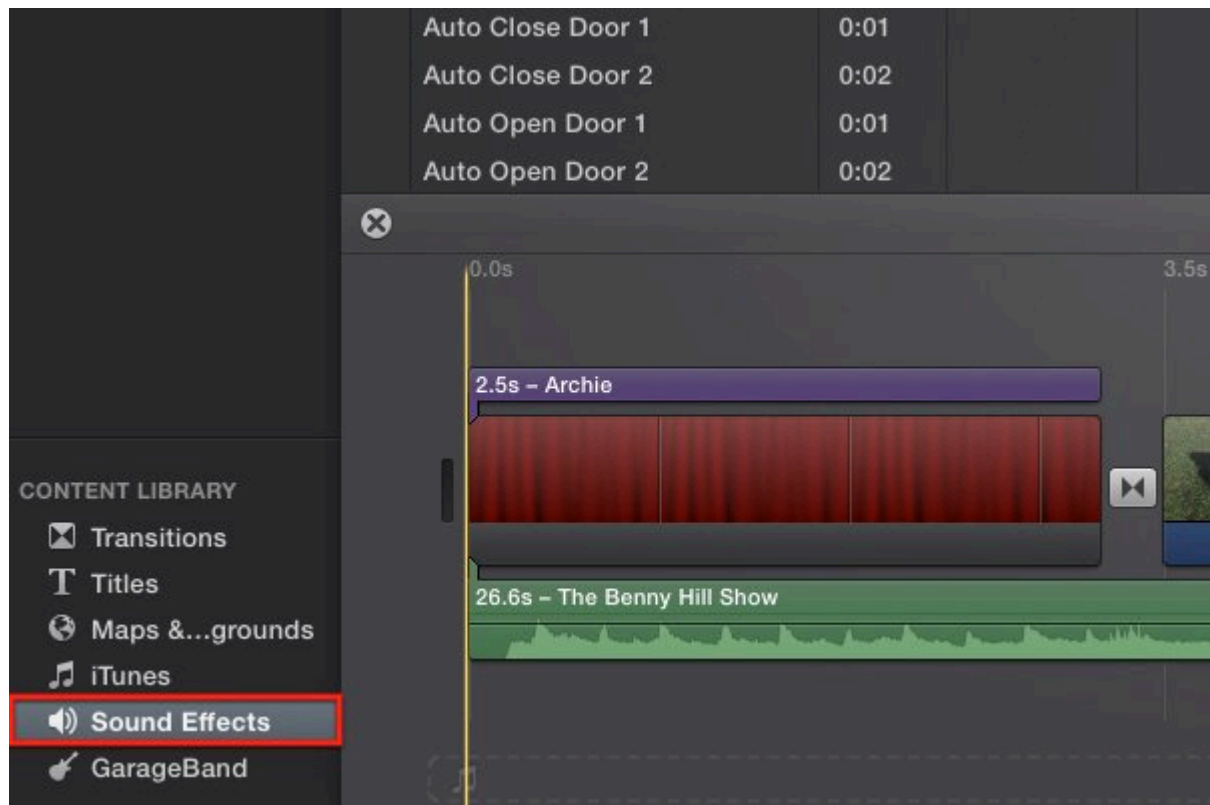 Auto Close Door 1 0:01
Auto Close Door 2 0:02
Auto Open Door 1 0:01
Auto Open Door 2 0:02
0.0s 3.5s
2.5s – Archie
CONTENT LIBRARY
Transitions
T Titles
Maps &...grounds
iTunes
Sound Effects
GarageBand
26.6s – The Benny Hill Show